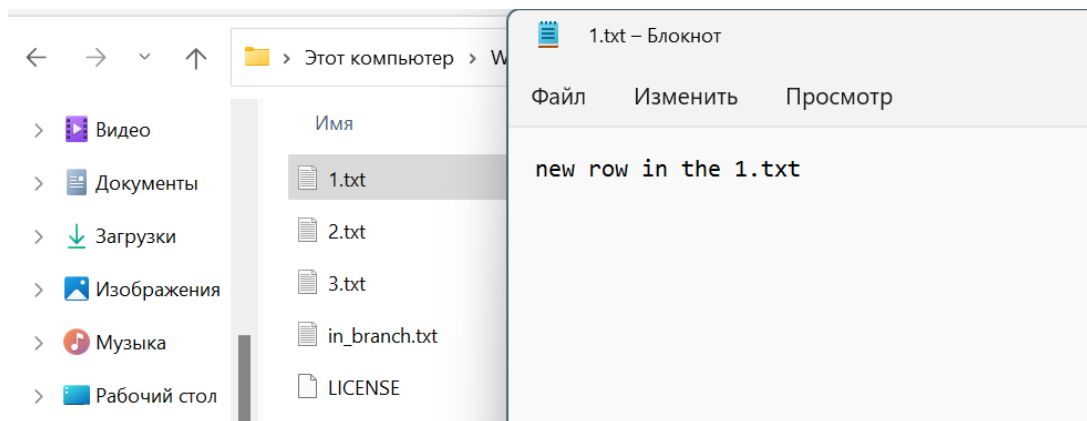 1.txt – Блокнот
Этот компьютер
Файл Изменить Просмотр
Имя
Видео
Документы
Загрузки
Изображения
Музыка
Рабочий стол
1.txt
2.txt
3.txt
in_branch.txt
LICENSE
new row in the 1.txt